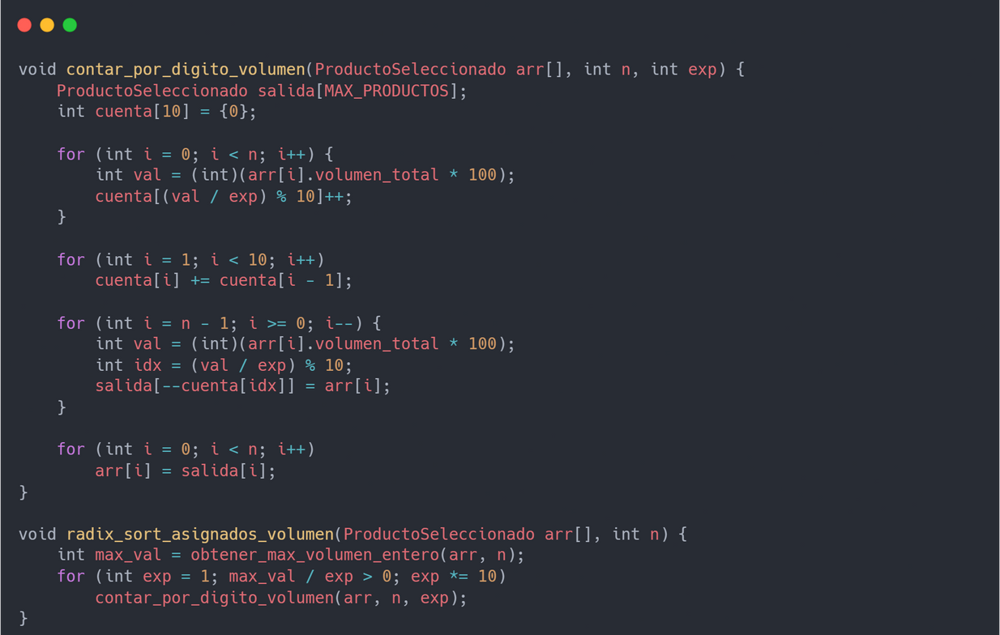 void contar_por_digito_volumen(ProductoSeleccionado arr[], int n, int exp) {
    ProductoSeleccionado salida[MAX_PRODUCTOS];
    int cuenta[10] = {0};

    for (int i = 0; i < n; i++) {
        int val = (int)(arr[i].volumen_total * 100);
        cuenta[(val / exp) % 10]++;
    }

    for (int i = 1; i < 10; i++)
        cuenta[i] += cuenta[i - 1];

    for (int i = n - 1; i >= 0; i--) {
        int val = (int)(arr[i].volumen_total * 100);
        int idx = (val / exp) % 10;
        salida[--cuenta[idx]] = arr[i];
    }

    for (int i = 0; i < n; i++)
        arr[i] = salida[i];
}

void radix_sort_asignados_volumen(ProductoSeleccionado arr[], int n) {
    int max_val = obtener_max_volumen_entero(arr, n);
    for (int exp = 1; max_val / exp > 0; exp *= 10)
        contar_por_digito_volumen(arr, n, exp);
}